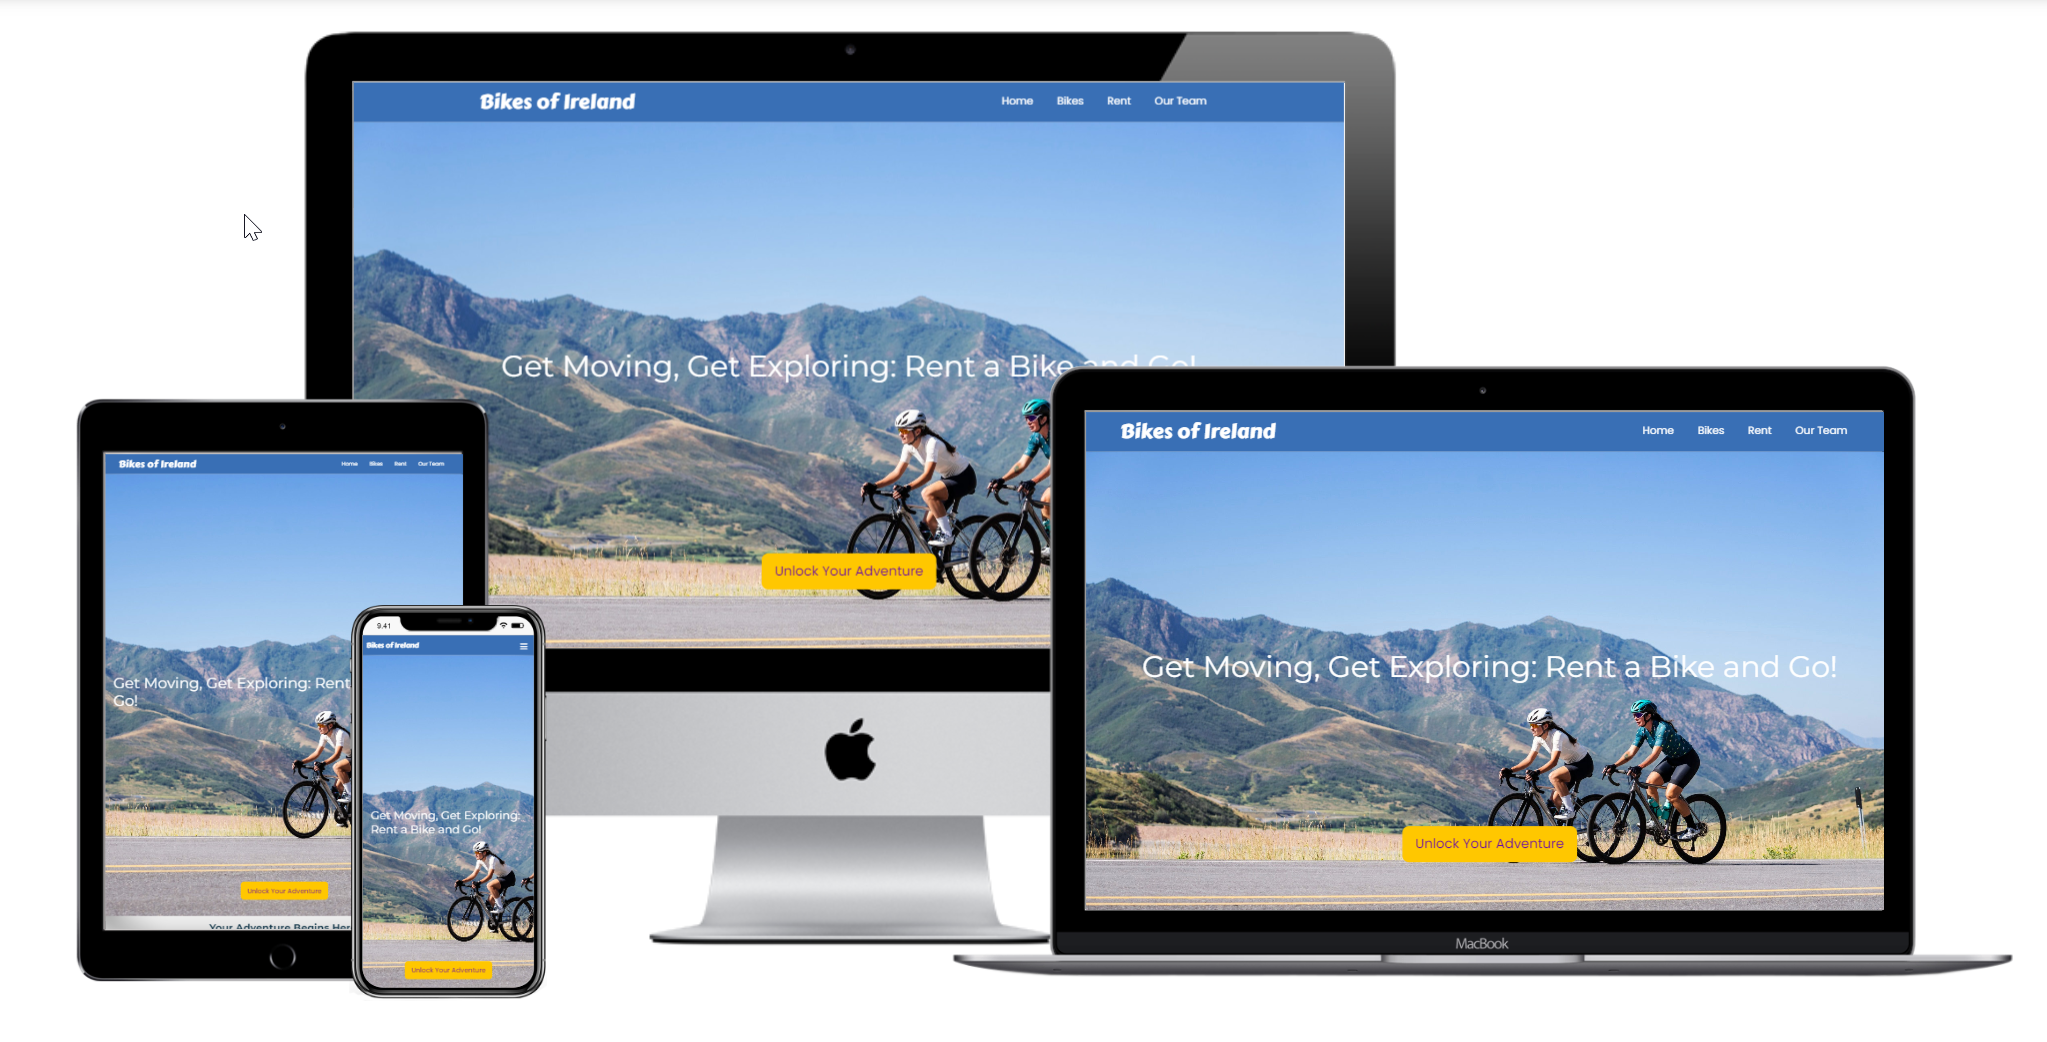 Bikes of Ireland
Home Bikes Rent Our Team
Get Moving, Get Exploring: Rent a Bike and Go!
Unlock Your Adventure
Bikes of Ireland
Home Bikes Rent Our Team
Get Moving, Get Exploring: Rent
Go!
Unlock Your Adventure
Your Adventure Begins Her
9:41
Bikes of Ireland
Get Moving, Get Exploring:
Rent a Bike and Go!
Unlock Your Adventure
Bikes of Ireland
Home Bikes Rent Our Team
Get Moving, Get Exploring: Rent a Bike and Go!
Unlock Your Adventure
MacBook